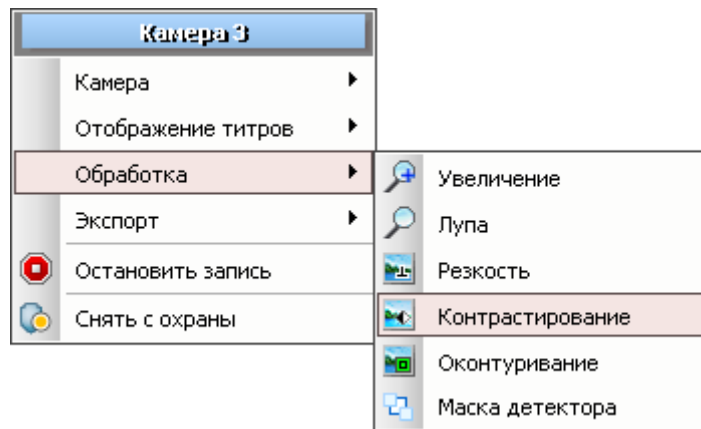 Камера 3
Камера
Отображение титров
Обработка
Экспорт
Остановить запись
Снять с охраны
Увеличение
Лупа
Резкость
Контрастирование
Оконтуривание
Маска детектора